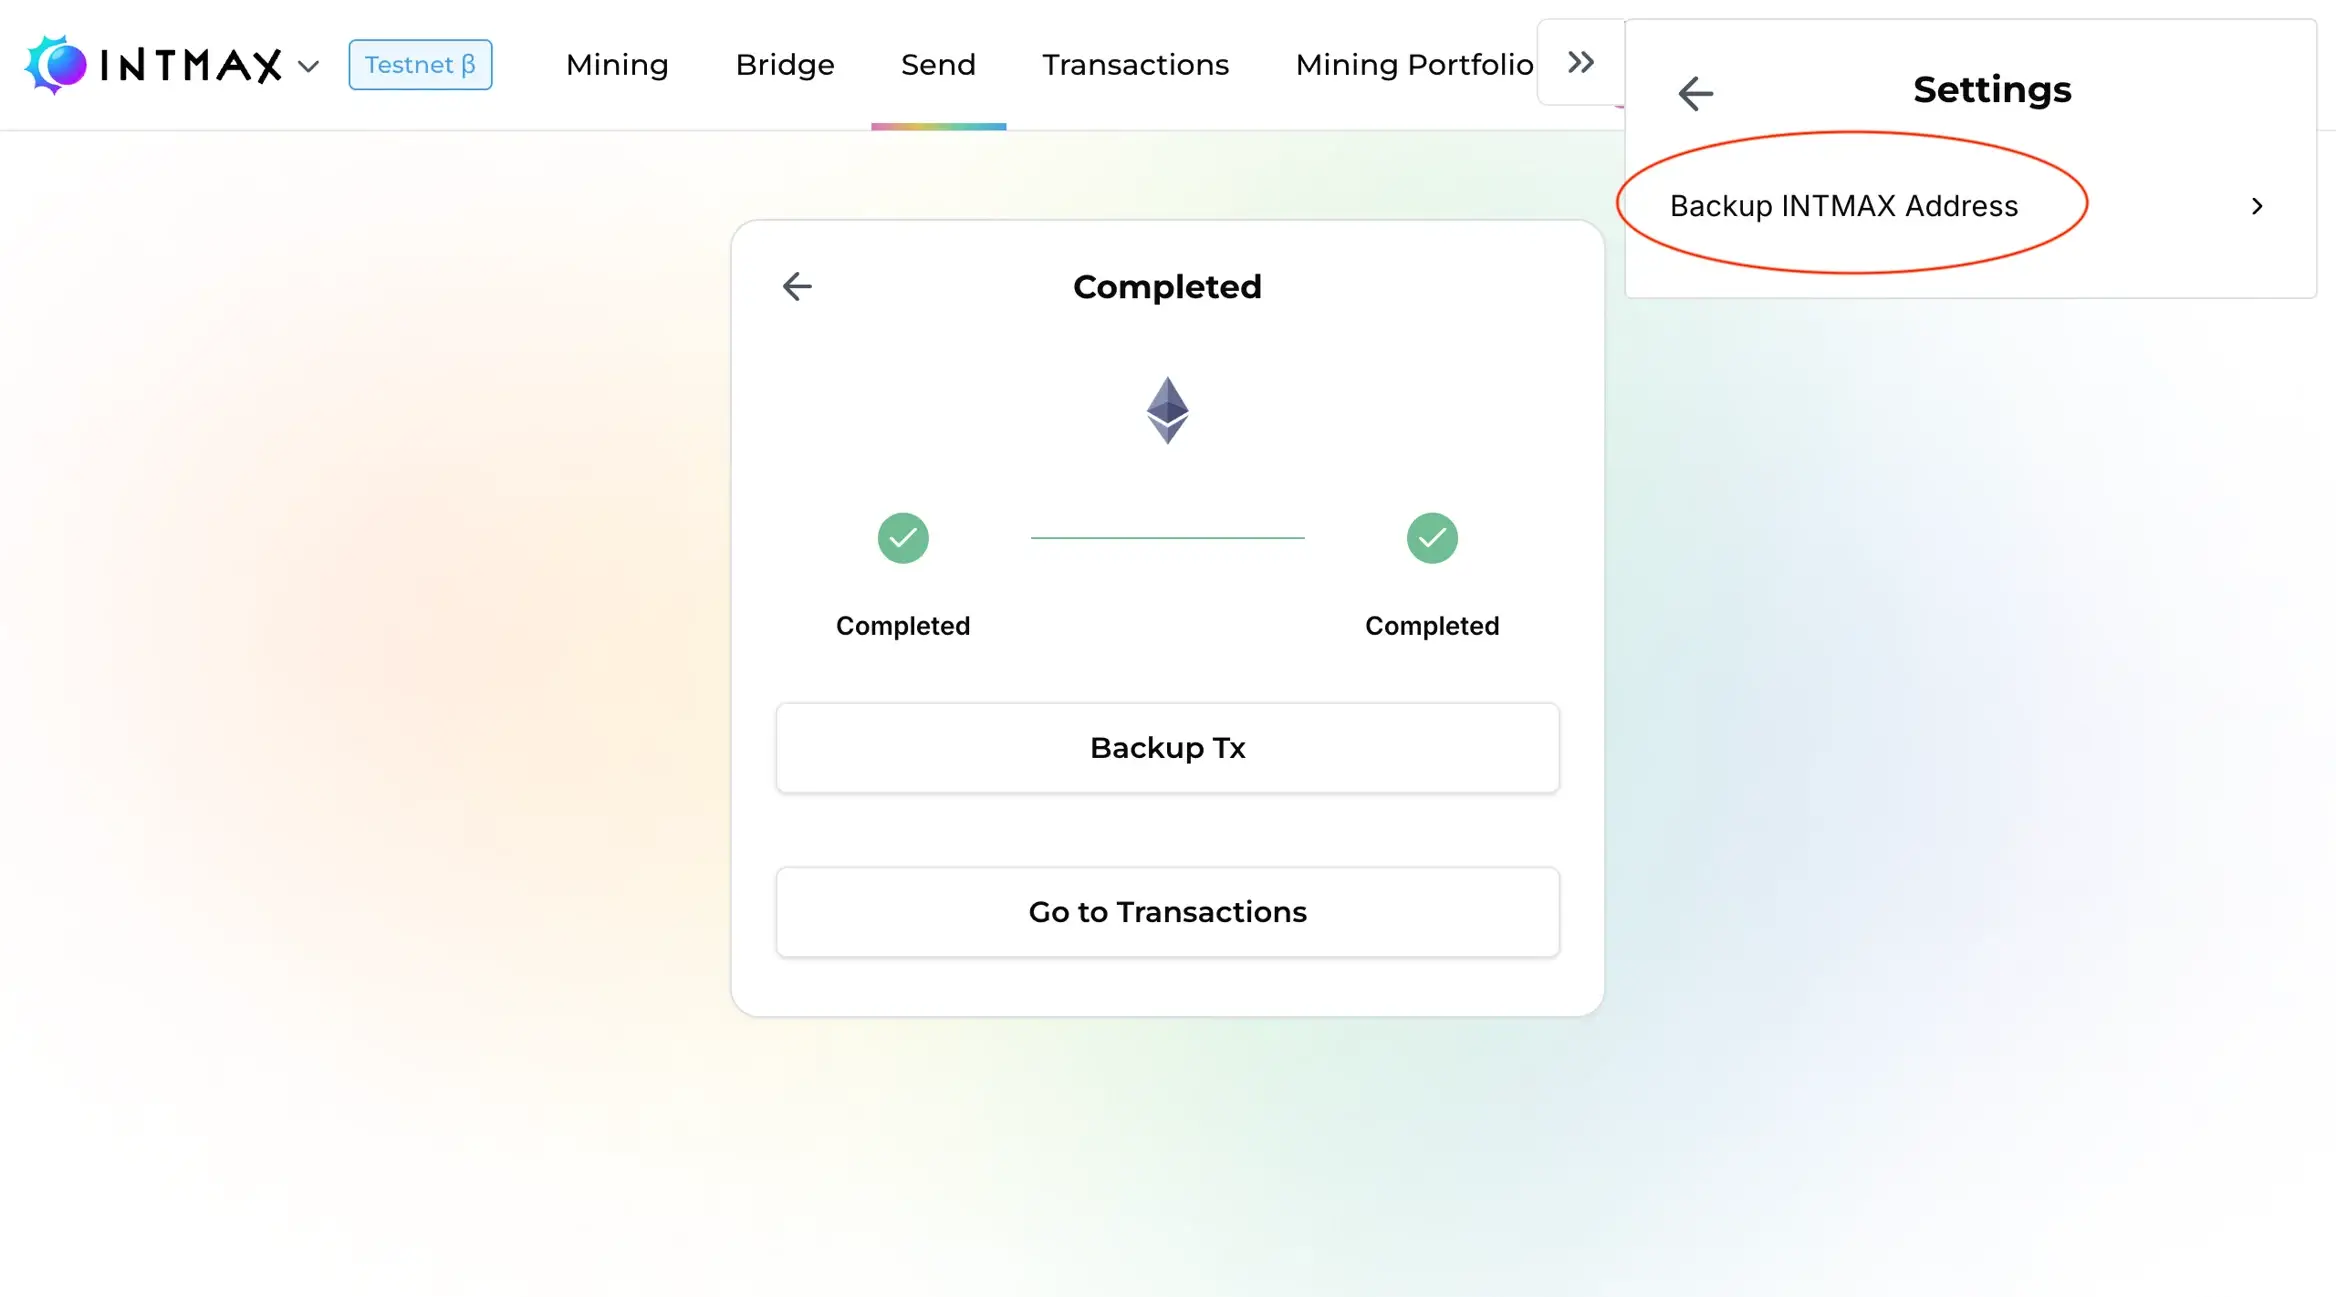 INTMAX
Testnet β
Mining
Bridge
Send
Transactions
Mining Portfolio
Settings
Backup INTMAX Address
Completed
Completed
Completed
Backup Tx
Go to Transactions